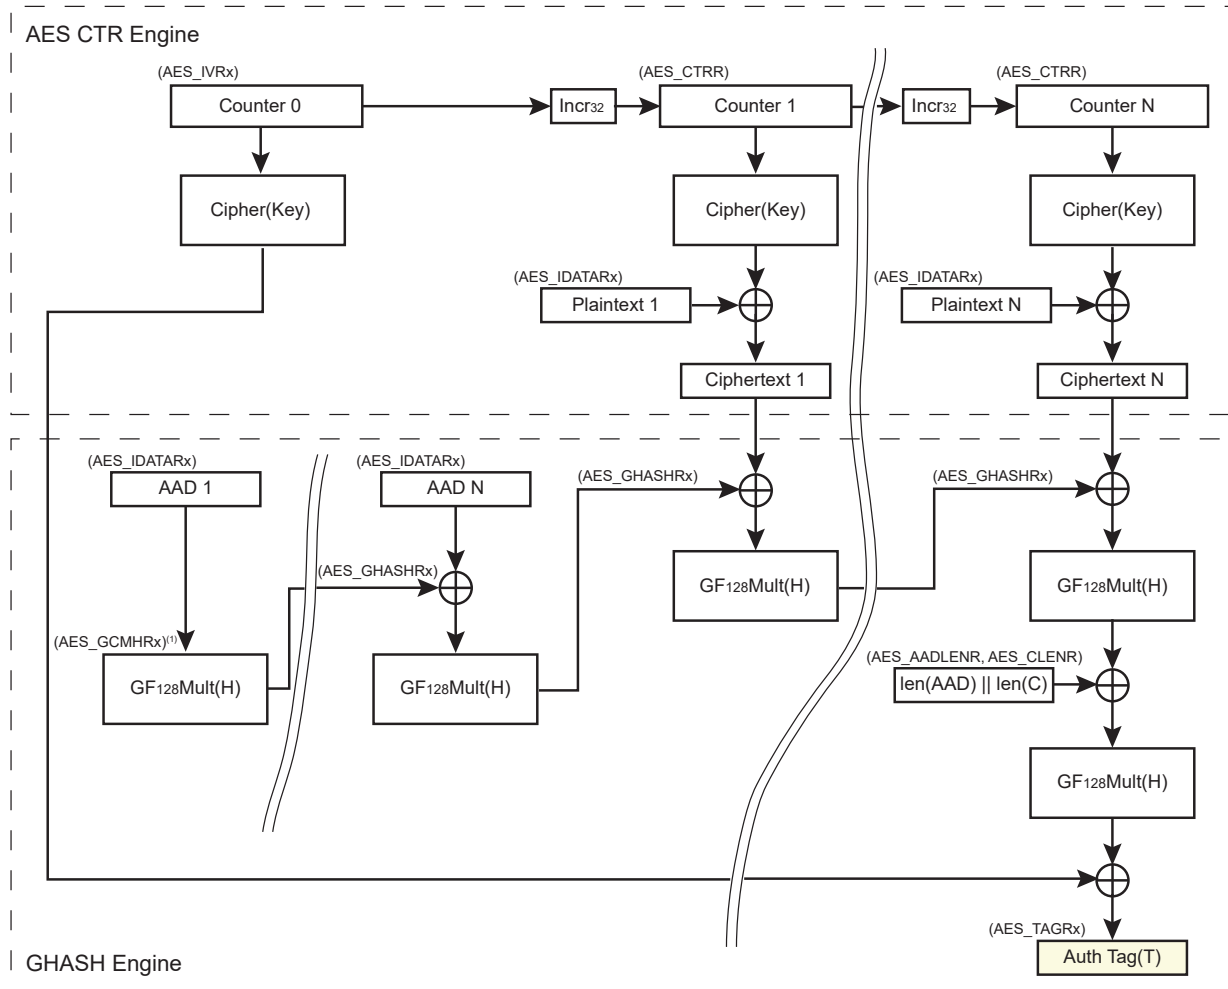 AES CTR Engine
(AES_IVRx)
Counter 0
Incr32
(AES_CTRR)
Counter 1
Incr32
(AES_CTRR)
Counter N
Cipher(Key)
Cipher(Key)
Cipher(Key)
(AES_IDATARx)
Plaintext 1
(AES_IDATARx)
Plaintext N
Ciphertext 1
Ciphertext N
(AES_IDATARx)
AAD 1
(AES_IDATARx)
AAD N
(AES_GHASHRx)
(AES_GHASHRx)
(AES_GHASHRx)
GF128Mult(H)
GF128Mult(H)
(AES_GCMHRx)(1)
GF128Mult(H)
GF128Mult(H)
(AES_AADLENR, AES_CLENR)
len(AAD) || len(C)
GF128Mult(H)
(AES_TAGRx)
Auth Tag(T)
GHASH Engine